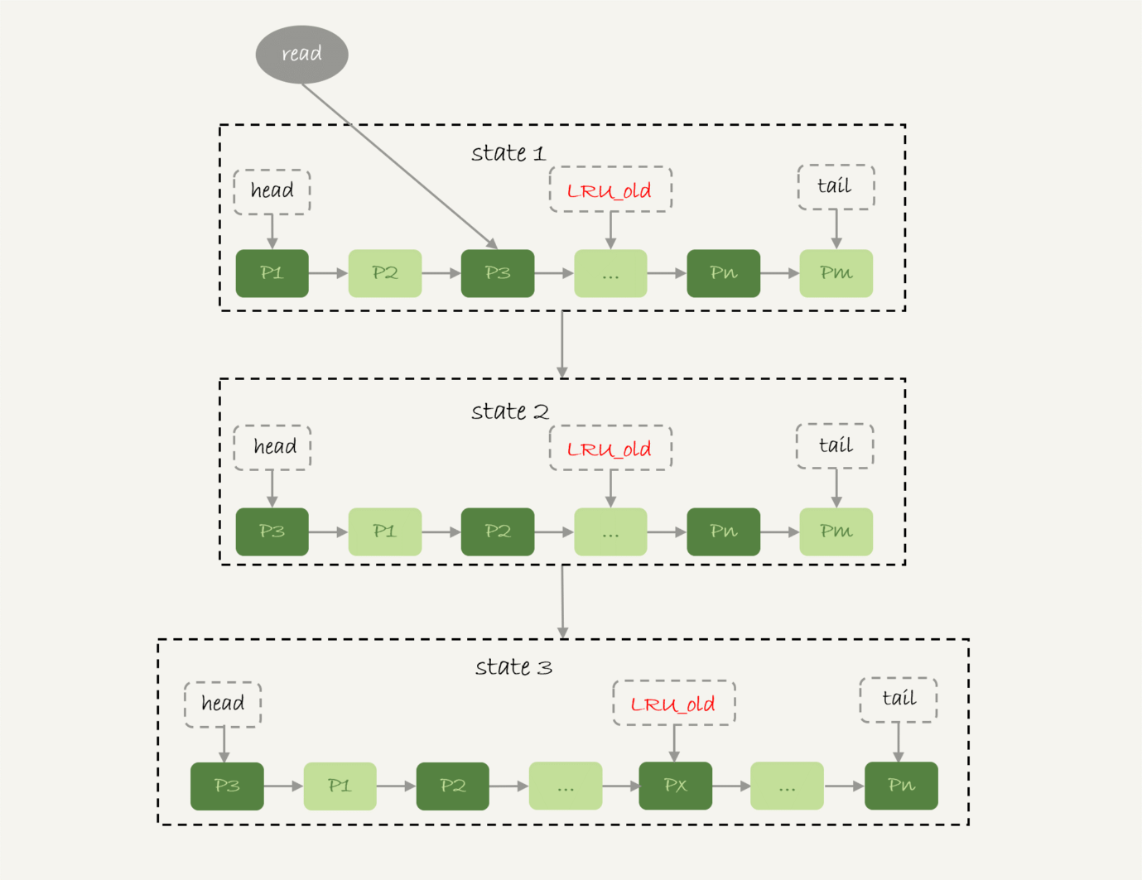 read
state 1
head
LRU_old
tail
P1 P2 P3 ... Pn Pm
state 2
head
LRU_old
tail
P3 P1 P2 ... Pn Pm
state 3
head
LRU_old
tail
P3 P1 P2 ... Px ... Pn